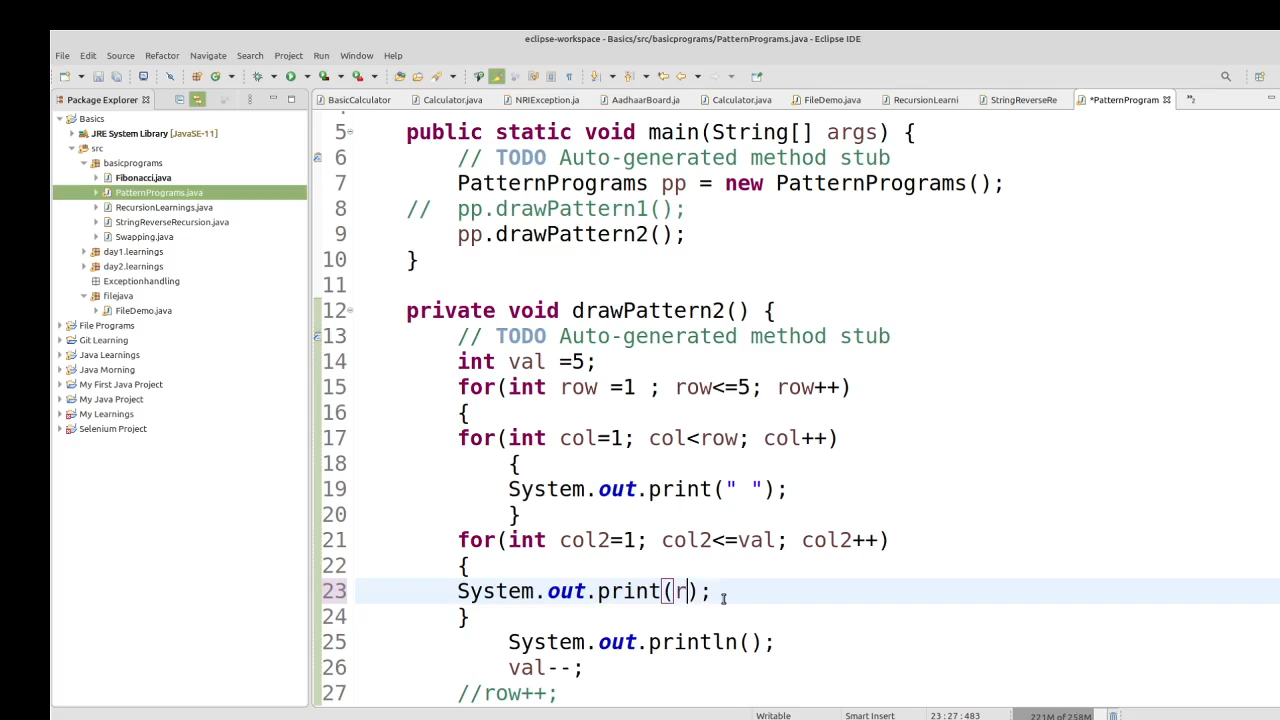 eclipse-workspace - Basics/src/basicprograms/PatternPrograms.java - Eclipse IDE
File Edit Source Refactor Navigate Search Project Run Window Help
Package Explorer
BasicCalculator Calculator.java NRIException.ja AadhaarBoard.ja Calculator.java FileDemo.java RecursionLearni StringReverseRe *PatternProgram
Basics
JRE System Library [JavaSE-11]
src
basicprograms
Fibonacci.java
PatternPrograms.java
RecursionLearnings.java
StringReverseRecursion.java
Swapping.java
day1.learnings
day2.learnings
Exceptionhandling
filejava
FileDemo.java
File Programs
Git Learning
Java Learnings
Java Morning
My First Java Project
My Java Project
My Learnings
Selenium Project
5 public static void main(String[] args) {
6 // TODO Auto-generated method stub
7 PatternPrograms pp = new PatternPrograms();
8 // pp.drawPattern1();
9 pp.drawPattern2();
10 }
11
12 private void drawPattern2() {
13 // TODO Auto-generated method stub
14 int val =5;
15 for(int row =1 ; row<=5; row++)
16 {
17 for(int col=1; col<row; col++)
18 {
19 System.out.print(" ");
20 }
21 for(int col2=1; col2<=val; col2++)
22 {
23 System.out.print(r);
24 }
25 System.out.println();
26 val--;
27 //row++;
Writable Smart Insert 23:27:483 221M of 258M